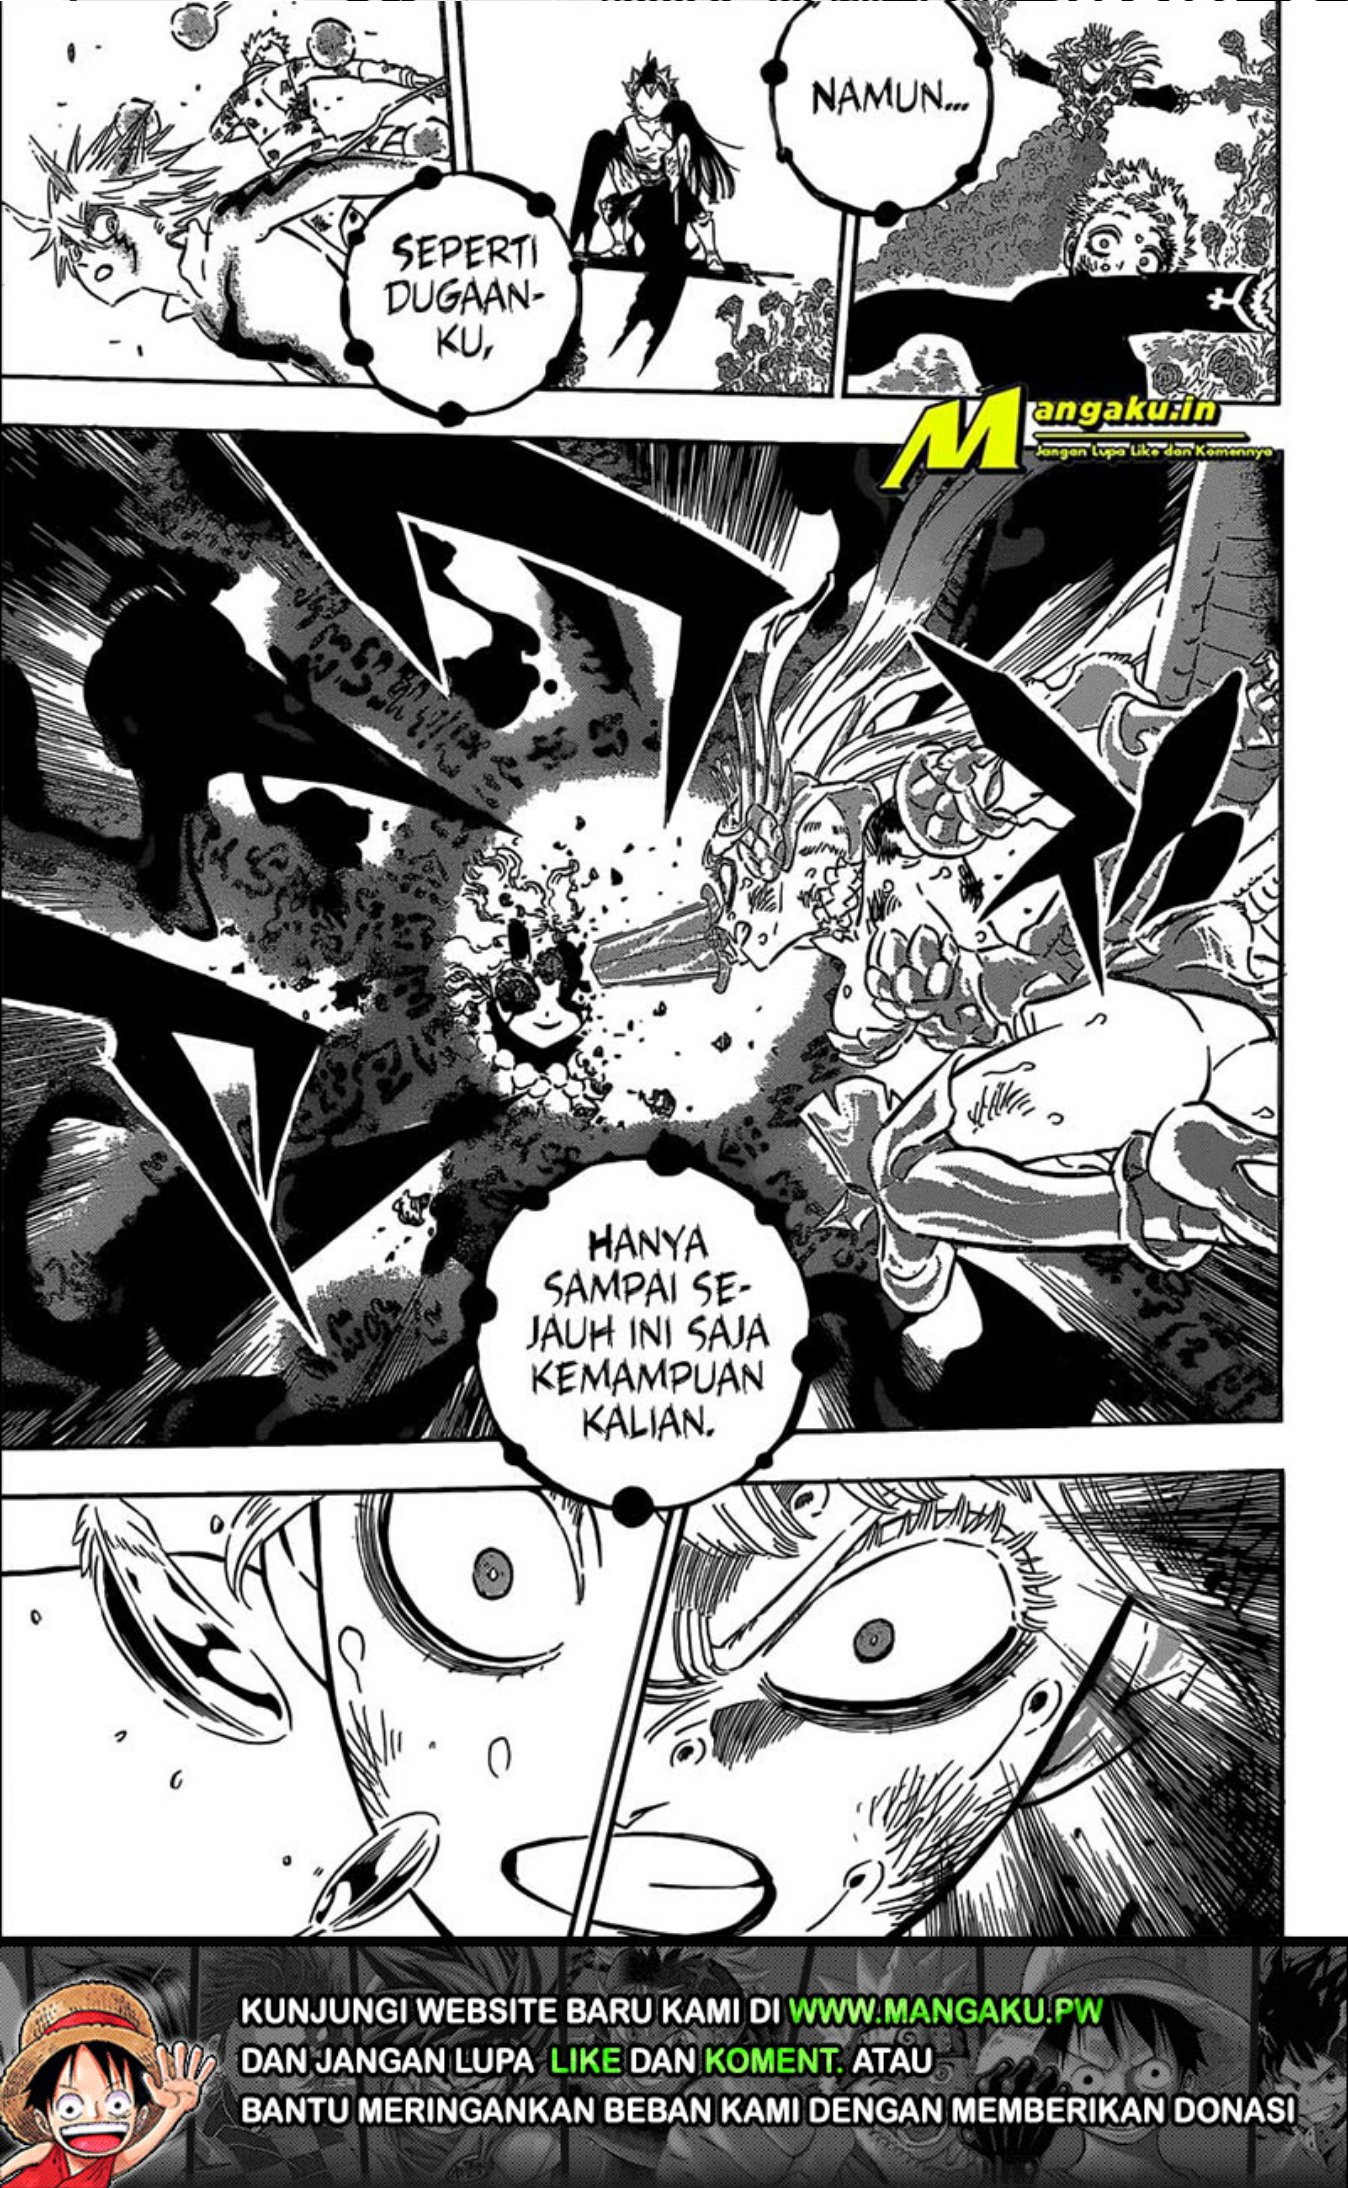 NAMUN...
SEPERTI
DUGAAN-
KU,
Mangaku.in
Jangan Lupa Like dan Komennya
HANYA
SAMPAI SE-
JAUH INI SAJA
KEMAMPUAN
KALIAN.
KUNJUNGI WEBSITE BARU KAMI DI WWW.MANGAKU.PW
DAN JANGAN LUPA LIKE DAN KOMENT. ATAU
BANTU MERINGANKAN BEBAN KAMI DENGAN MEMBERIKAN DONASI